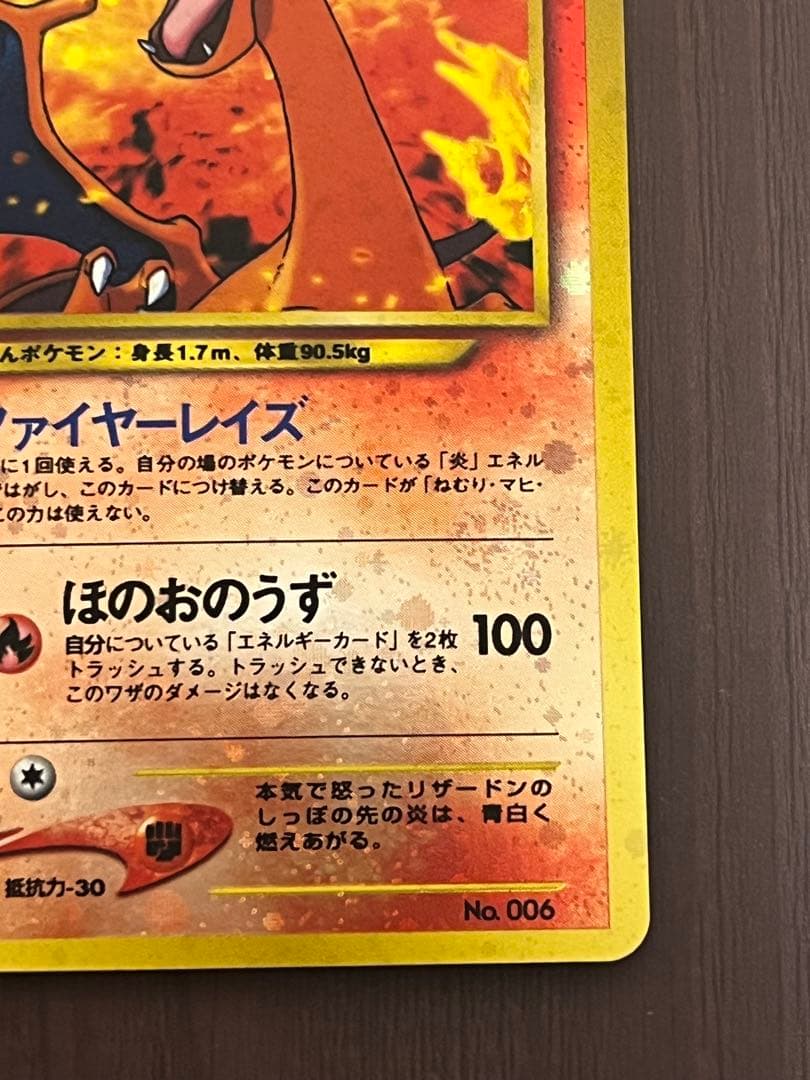 んポケモン：身長1.7m、体重90.5kg
ファイヤーレイズ
に1回使える。自分の場のポケモンについている「炎」エネル
ではがし、このカードにつけ替える。このカードが「ねむり・マヒ・
この力は使えない。
ほのおのうず
自分についている「エネルギーカード」を2枚
トラッシュする。トラッシュできないとき、
このワザのダメージはなくなる。
100
本気で怒ったリザードンの
しっぽの先の炎は、青白く
燃えあがる。
抵抗力-30
No. 006